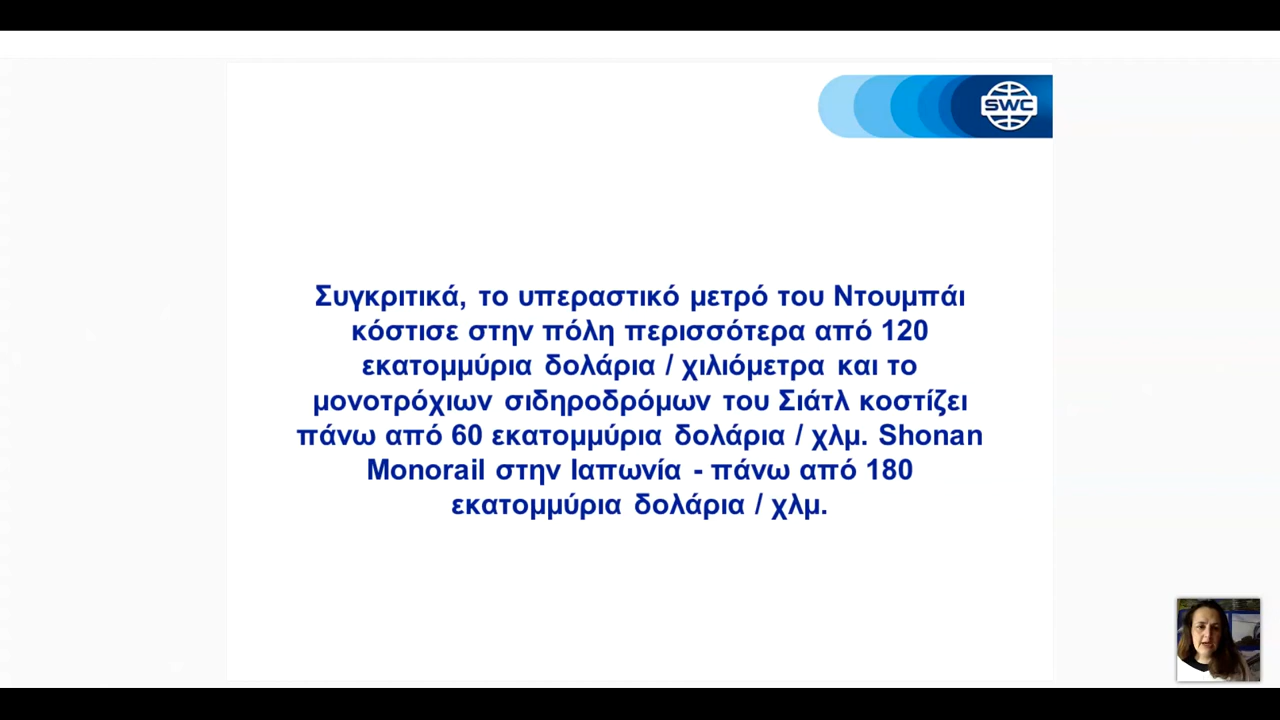 SWC
Συγκριτικά, το υπεραστικό μετρό του Ντουμπάι
κόστισε στην πόλη περισσότερα από 120
εκατομμύρια δολάρια / χιλιόμετρα και το
μονοτρόχιων σιδηροδρόμων του Σιάτλ κοστίζει
πάνω από 60 εκατομμύρια δολάρια / χλμ. Shonan
Monorail στην Ιαπωνία - πάνω από 180
εκατομμύρια δολάρια / χλμ.